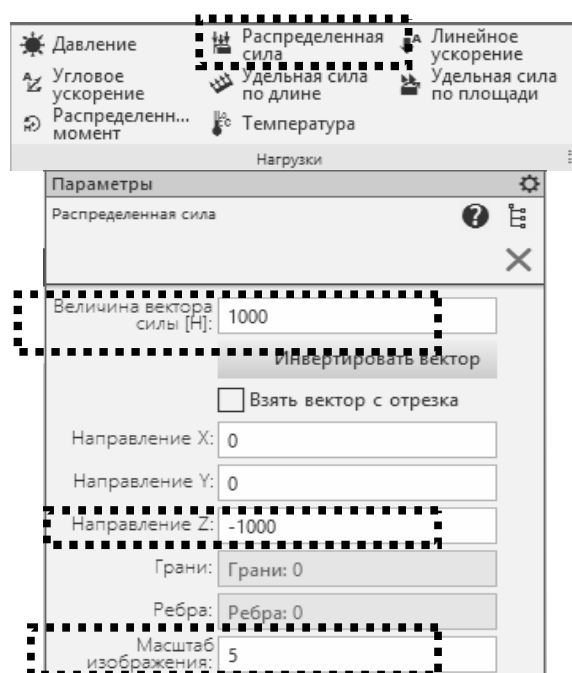 Давление
Распределенная
сила
Линейное
ускорение
Угловое
ускорение
Удельная сила
по длине
Удельная сила
по площади
Распределенн...
момент
Температура
Нагрузки
Параметры
Распределенная сила
Величина вектора
силы [Н]:
1000
Инвертировать вектор
Взять вектор с отрезка
Направление X: 0
Направление Y: 0
Направление Z: -1000
Грани: Грани: 0
Ребра: Ребра: 0
Масштаб
изображения:
5